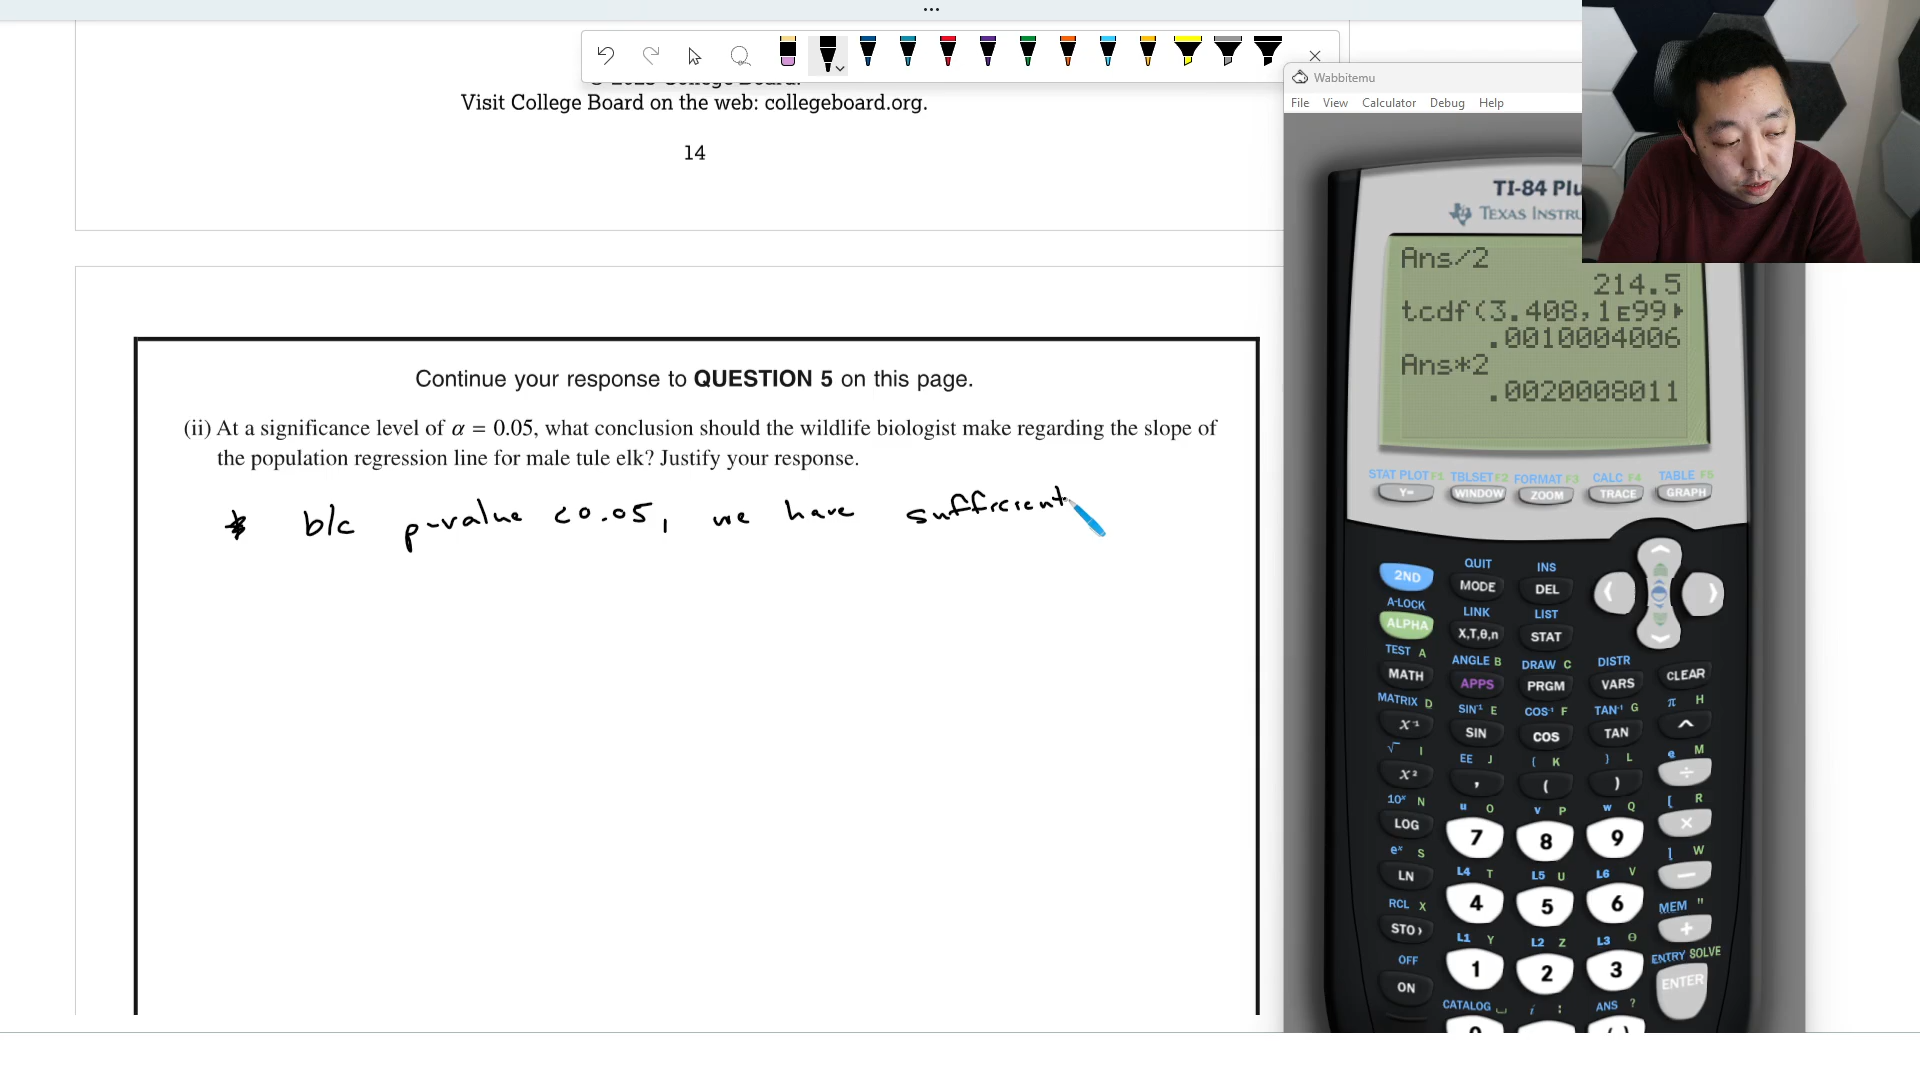 ...
© 2025 College Board.
Visit College Board on the web: collegeboard.org.
14
Continue your response to QUESTION 5 on this page.
(ii) At a significance level of α = 0.05, what conclusion should the wildlife biologist make regarding the slope of
the population regression line for male tule elk? Justify your response.
* b/c p-value <0.05, we have sufficient
Wabbitemu
File View Calculator Debug Help
TI-84 Plu
TEXAS INSTRU
Ans/2
214.5
tcdf(3.408,1E99
.0010004006
Ans*2
.0020008011
STAT PLOT F1 TBLSET F2 FORMAT F3 CALC F4 TABLE F5
Y= WINDOW ZOOM TRACE GRAPH
QUIT INS
2ND MODE DEL
A-LOCK LINK LIST
ALPHA X,T,θ,n STAT
TEST A ANGLE B DRAW C DISTR
MATH APPS PRGM VARS CLEAR
MATRIX D SIN⁻¹ E COS⁻¹ F TAN⁻¹ G π H
X⁻¹ SIN COS TAN ^
√ I EE J { K } L e M
X² , ( ) ÷
10ˣ N u O v P w Q [ R
LOG 7 8 9 ×
eˣ S L4 T L5 U L6 V ] W
LN 4 5 6 −
RCL X L1 Y L2 Z L3 θ MEM "
STO› 1 2 3 +
OFF CATALOG ⎵ i : ANS ? ENTRY SOLVE
ON 0 ENTER